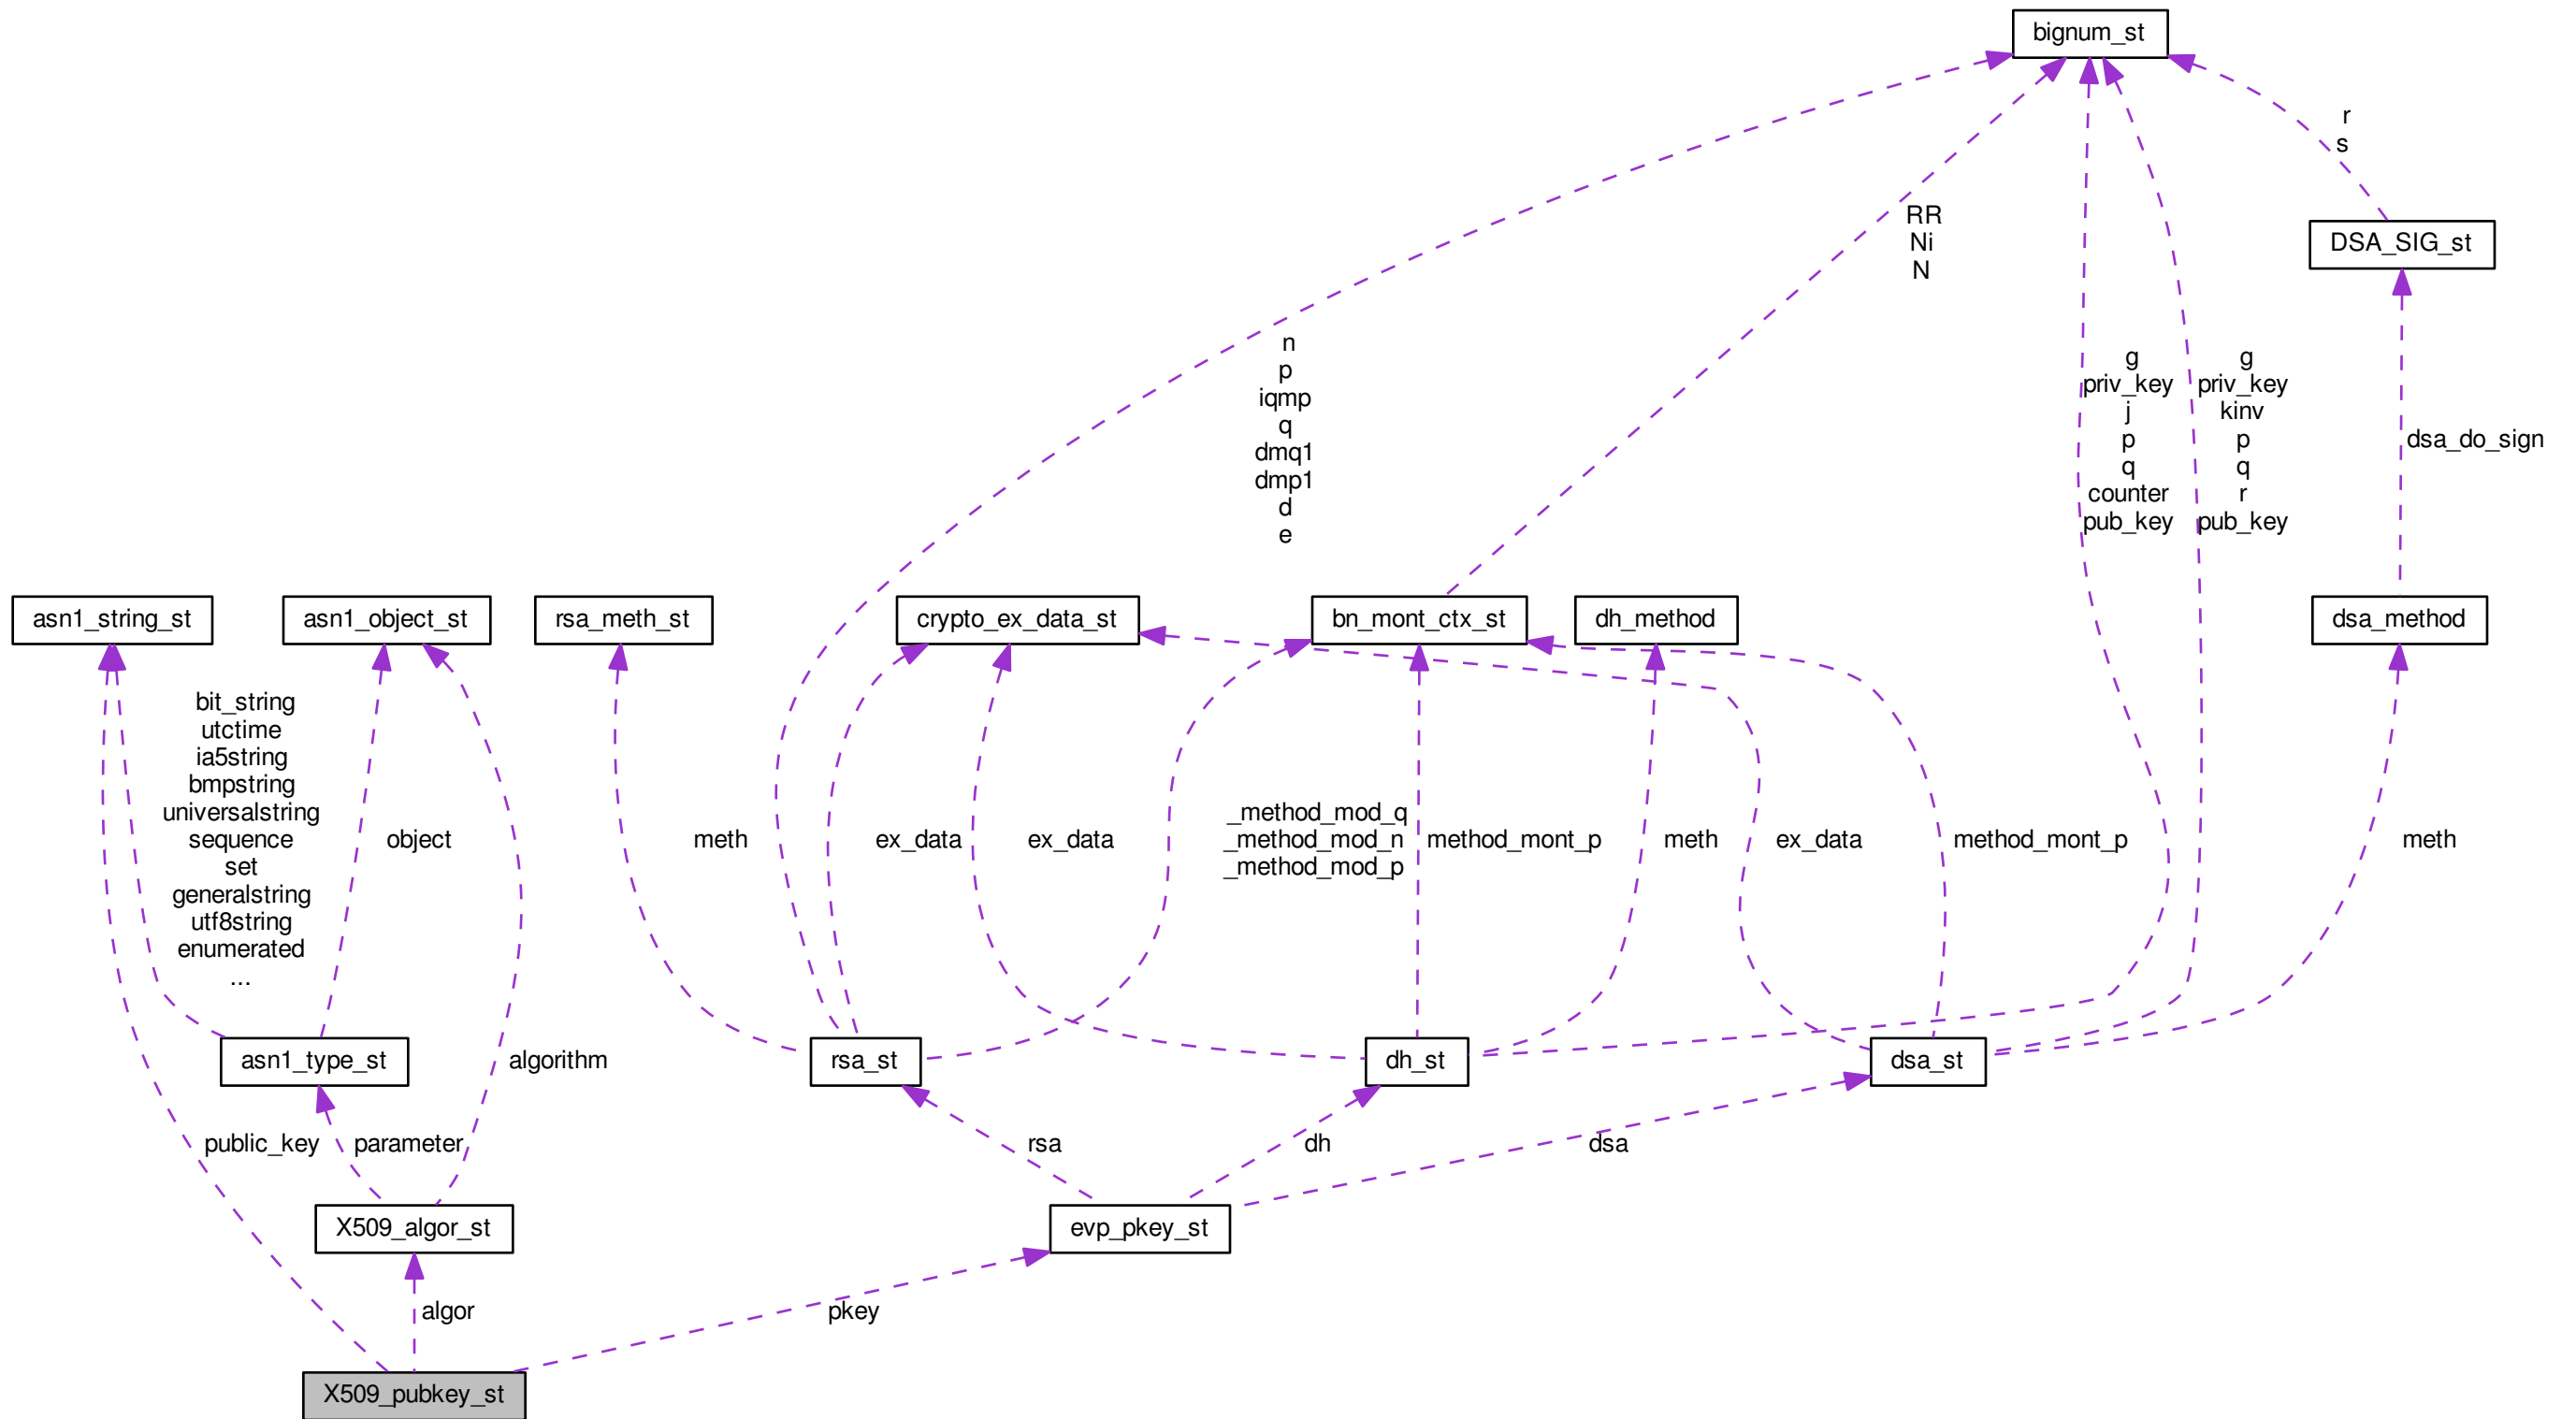 bignum_st
r
s
RR
Ni
N
DSA_SIG_st
n
p
iqmp
q
dmq1
dmp1
d
e
g
priv_key
j
p
q
counter
pub_key
g
priv_key
kinv
p
q
r
pub_key
dsa_do_sign
asn1_string_st
asn1_object_st
rsa_meth_st
crypto_ex_data_st
bn_mont_ctx_st
dh_method
dsa_method
bit_string
utctime
ia5string
bmpstring
universalstring
sequence
set
generalstring
utf8string
enumerated
...
object
meth
ex_data
ex_data
_method_mod_q
_method_mod_n
_method_mod_p
method_mont_p
meth
ex_data
method_mont_p
meth
asn1_type_st
algorithm
rsa_st
dh_st
dsa_st
public_key
parameter
rsa
dh
dsa
X509_algor_st
evp_pkey_st
algor
pkey
X509_pubkey_st